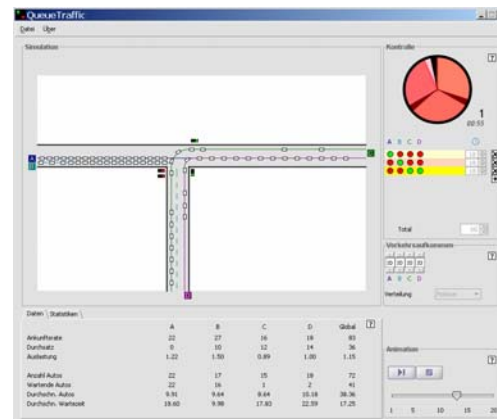 QueueTraffic
Datei Über
Simulation
Kontrolle
?
1
00:55
A B C D
Total
Verkehrsaufkommen
?
A B C D
Verteilung
Daten Statistiken
?
A B C D Global
Ankunftsrate 22 27 16 18 83
Durchsatz 0 10 12 14 36
Auslastung 1.22 1.50 0.89 1.00 1.15
Anzahl Autos 22 17 15 18 72
Wartende Autos 22 16 1 2 41
Durchschn. Autos 9.91 9.64 8.64 10.18 38.36
Durchschn. Wartezeit 18.60 9.98 17.83 22.59 17.25
Animation
?
1 5 10 15 20